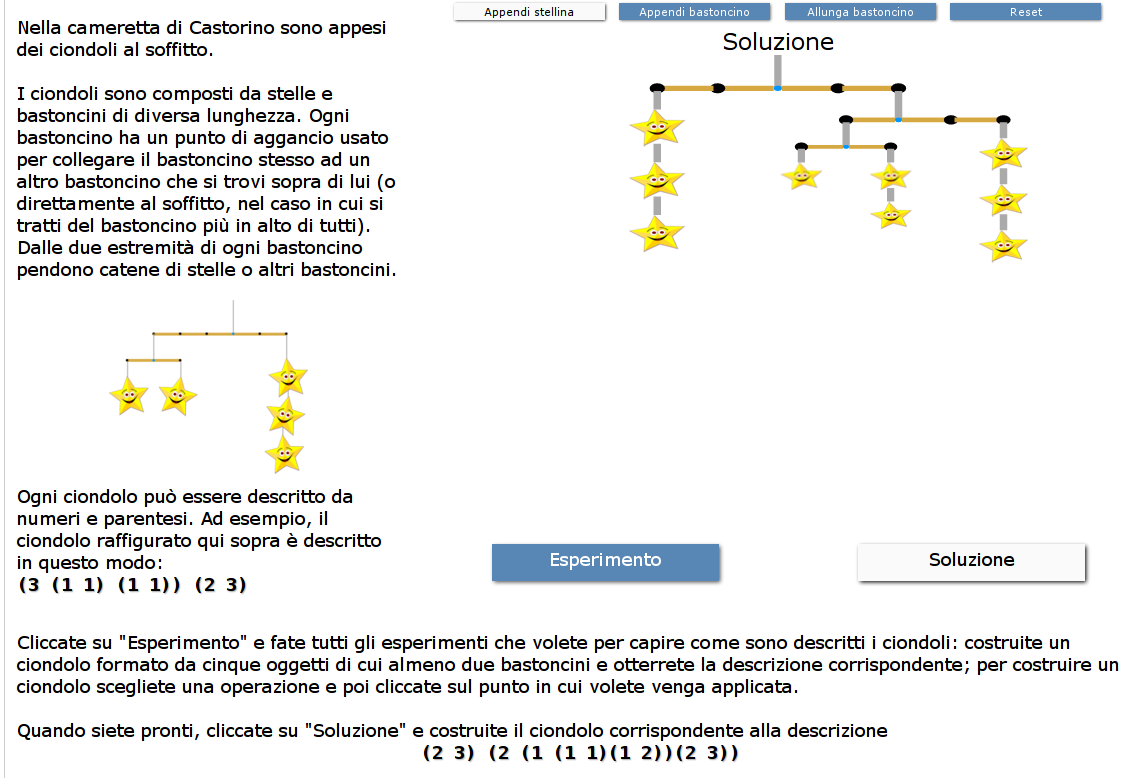 Nella cameretta di Castorino sono appesi
dei ciondoli al soffitto.
I ciondoli sono composti da stelle e
bastoncini di diversa lunghezza. Ogni
bastoncino ha un punto di aggancio usato
per collegare il bastoncino stesso ad un
altro bastoncino che si trovi sopra di lui (o
direttamente al soffitto, nel caso in cui si
tratti del bastoncino più in alto di tutti).
Dalle due estremità di ogni bastoncino
pendono catene di stelle o altri bastoncini.
Ogni ciondolo può essere descritto da
numeri e parentesi. Ad esempio, il
ciondolo raffigurato qui sopra è descritto
in questo modo:
(3 (1 1) (1 1)) (2 3)
Appendi stellina
Appendi bastoncino
Allunga bastoncino
Reset
Soluzione
Esperimento
Soluzione
Cliccate su "Esperimento" e fate tutti gli esperimenti che volete per capire come sono descritti i ciondoli: costruite un
ciondolo formato da cinque oggetti di cui almeno due bastoncini e otterrete la descrizione corrispondente; per costruire un
ciondolo scegliete una operazione e poi cliccate sul punto in cui volete venga applicata.
Quando siete pronti, cliccate su "Soluzione" e costruite il ciondolo corrispondente alla descrizione
(2 3) (2 (1 (1 1)(1 2))(2 3))